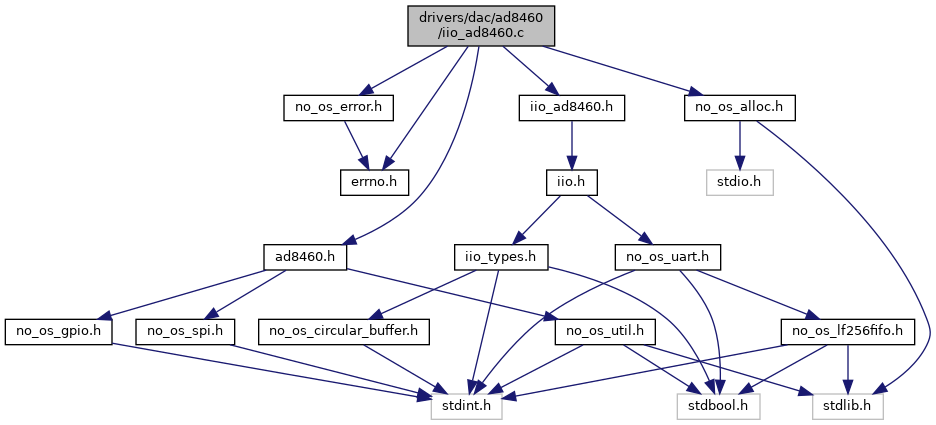 drivers/dac/ad8460
/iio_ad8460.c
no_os_error.h
iio_ad8460.h
no_os_alloc.h
errno.h
iio.h
stdio.h
ad8460.h
iio_types.h
no_os_uart.h
no_os_gpio.h
no_os_spi.h
no_os_circular_buffer.h
no_os_util.h
no_os_lf256fifo.h
stdint.h
stdbool.h
stdlib.h